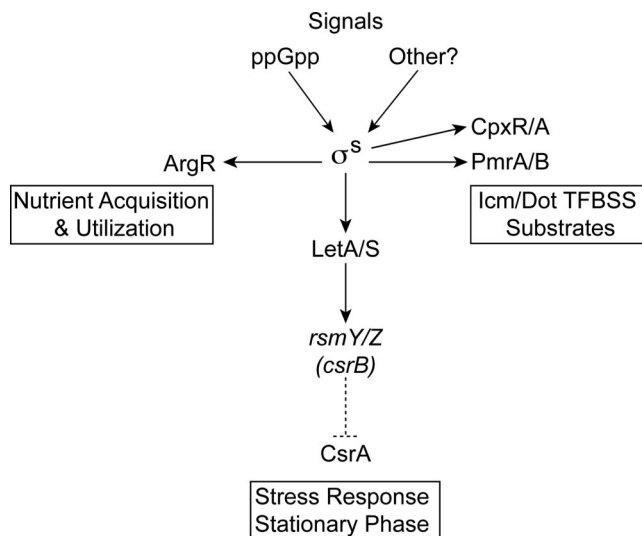 Signals
ppGpp
Other?
σˢ
CpxR/A
ArgR
PmrA/B
Nutrient Acquisition
& Utilization
Icm/Dot TFBSS
Substrates
LetA/S
rsmY/Z
(csrB)
CsrA
Stress Response
Stationary Phase